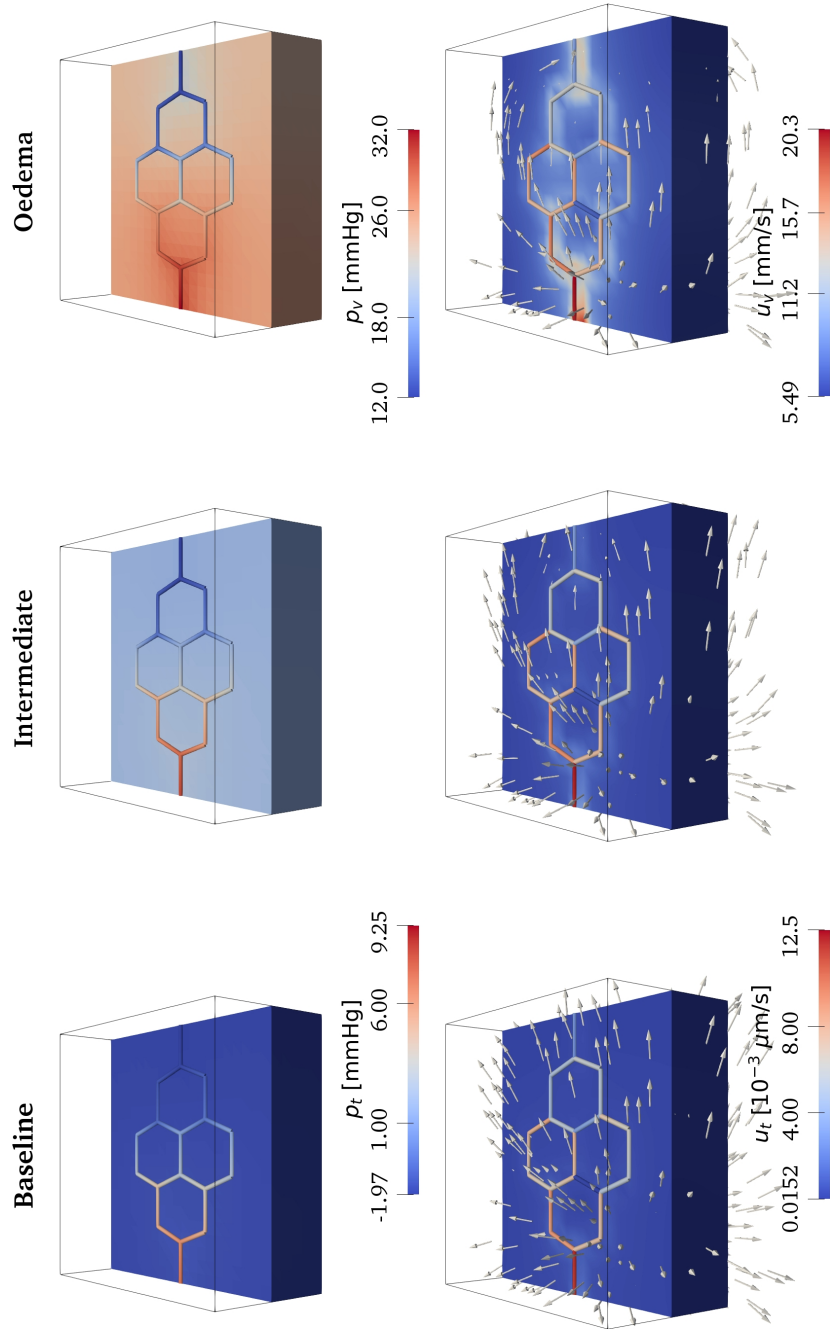 Baseline
Intermediate
Oedema
p_t [mmHg]
-1.97 1.00 6.00 9.25
p_v [mmHg]
12.0 18.0 26.0 32.0
u_t [10⁻³ μm/s]
0.0152 4.00 8.00 12.5
u_v [mm/s]
5.49 11.2 15.7 20.3